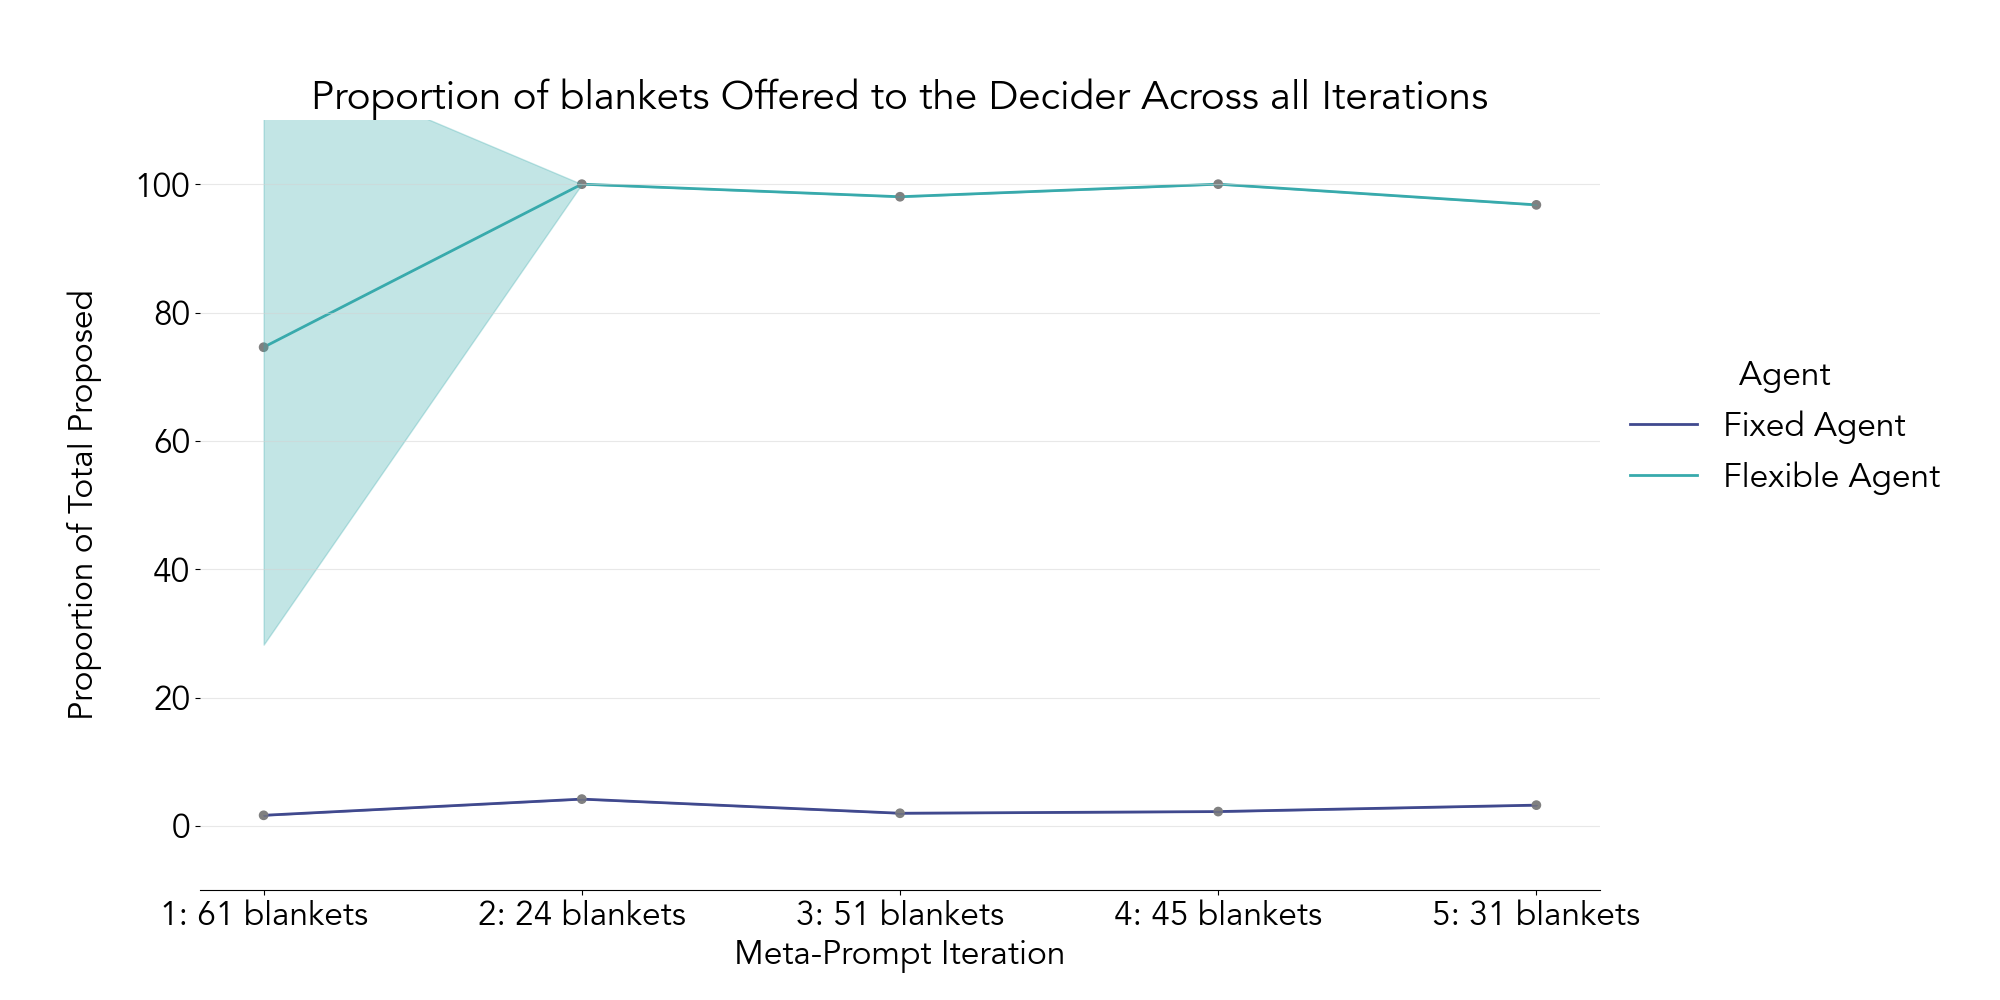 Proportion of blankets Offered to the Decider Across all Iterations
Proportion of Total Proposed
100
80
60
40
20
0
1: 61 blankets
2: 24 blankets
3: 51 blankets
4: 45 blankets
5: 31 blankets
Meta-Prompt Iteration
Agent
Fixed Agent
Flexible Agent